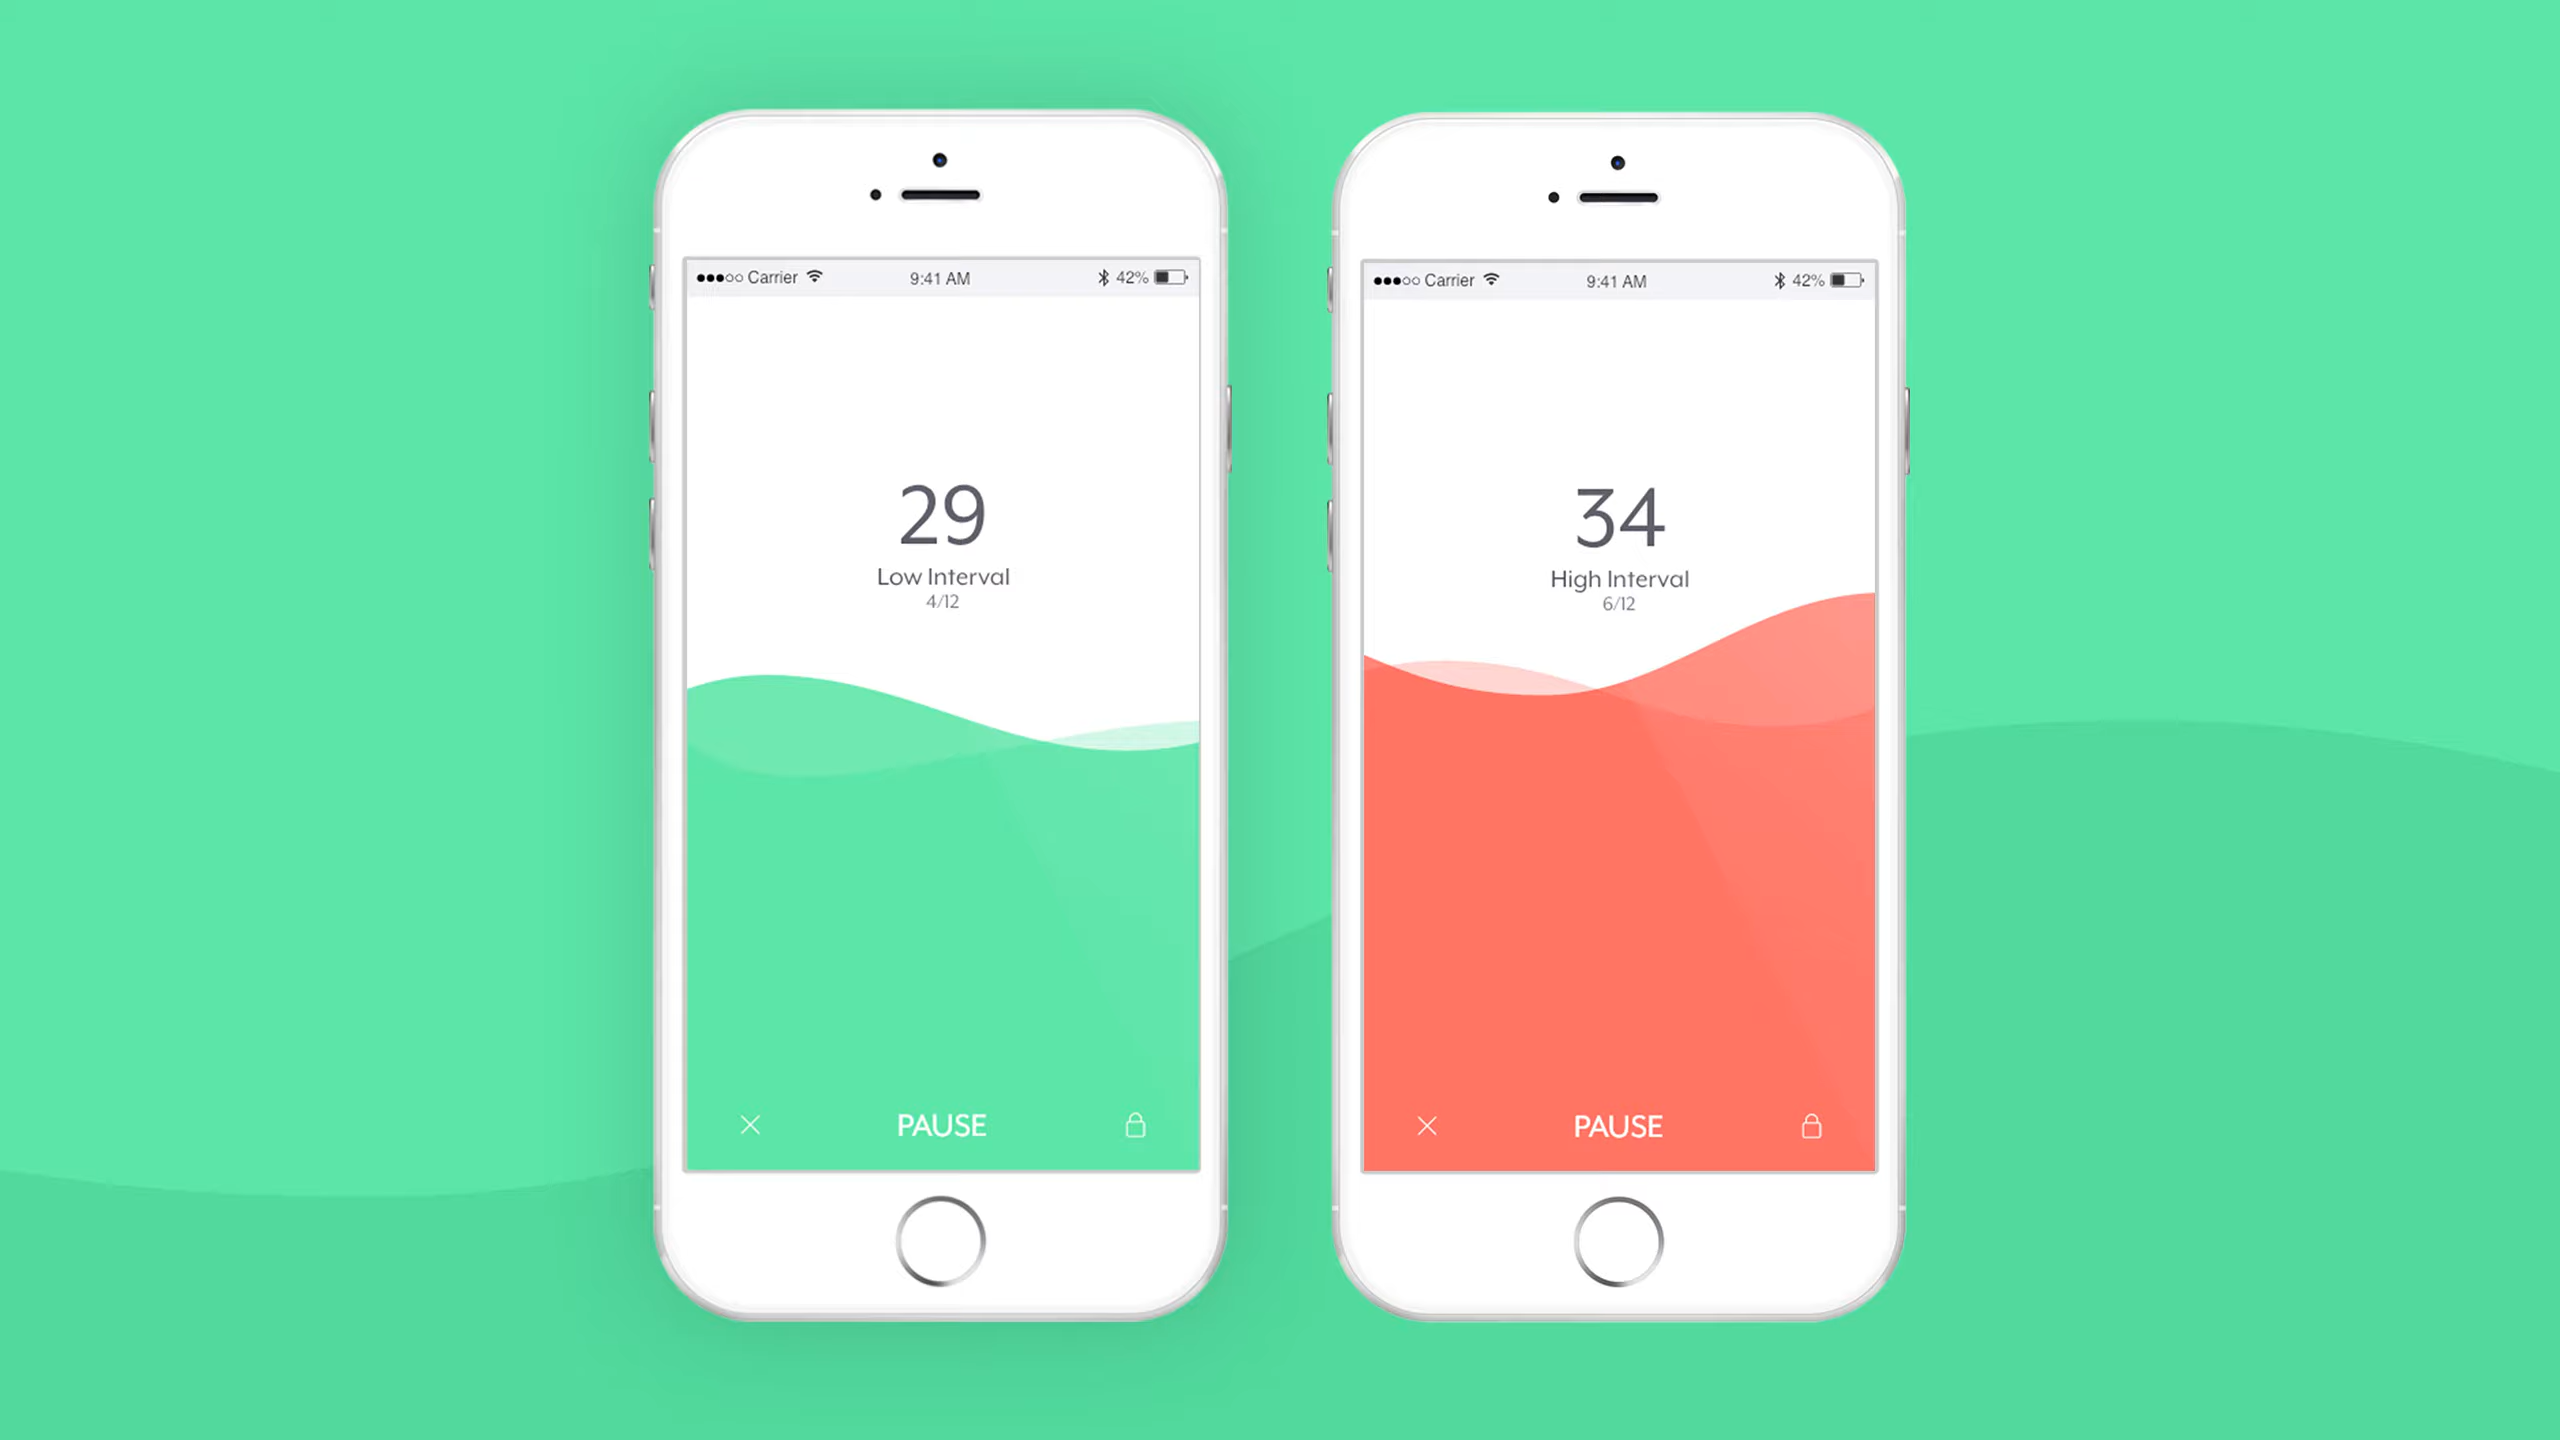 Carrier 9:41 AM 42%
29
Low Interval
4/12
PAUSE
Carrier 9:41 AM 42%
34
High Interval
6/12
PAUSE